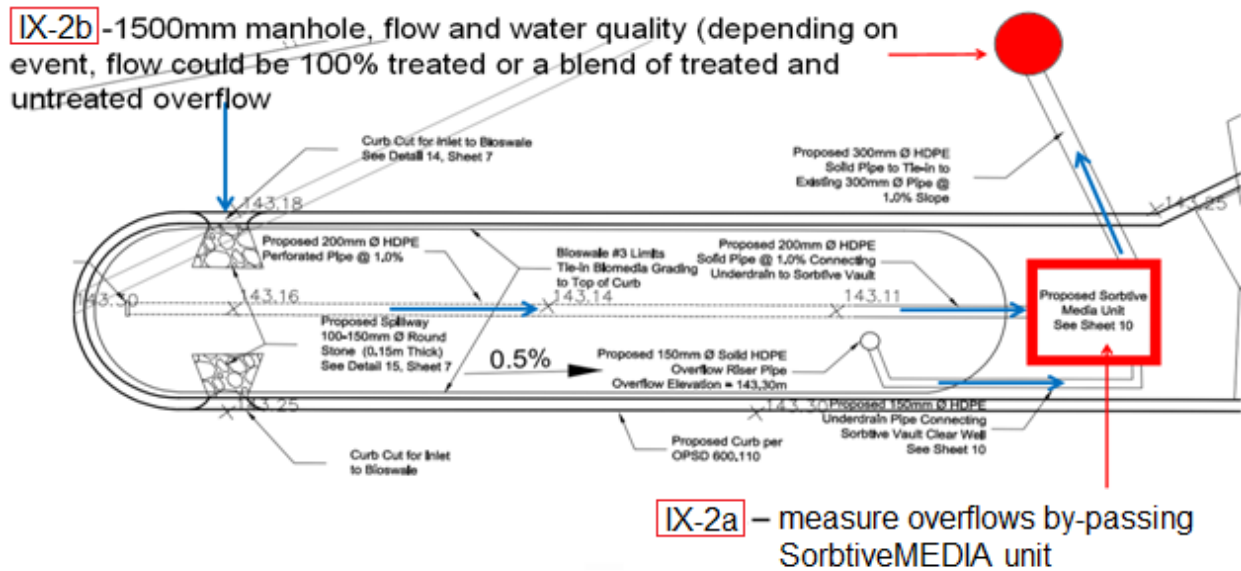 IX-2b -1500mm manhole, flow and water quality (depending on
event, flow could be 100% treated or a blend of treated and
untreated overflow
Curb Cut for Inlet to Bioswale
See Detail 14, Sheet 7
Proposed 300mm Ø HDPE
Solid Pipe to Tie-in to
Existing 300mm Ø Pipe @
1.0% Slope
143.18
143.25
Proposed 200mm Ø HDPE
Perforated Pipe @ 1.0%
Bioswale #3 Limits
Tie-in Biomedia Grading
to Top of Curb
Proposed 200mm Ø HDPE
Solid Pipe @ 1.0% Connecting
Underdrain to Sorbtive Vault
143.30
143.16
143.14
143.11
Proposed Sorbtive
Media Unit
See Sheet 10
Proposed Spillway
100-150mm Ø Round
Stone (0.15m Thick)
See Detail 15, Sheet 7
0.5%
Proposed 150mm Ø Solid HDPE
Overflow Riser Pipe
Overflow Elevation = 143.30m
143.25
143.30
Proposed 150mm Ø HDPE
Underdrain Pipe Connecting
Sorbtive Vault Clear Well
See Sheet 10
Curb Cut for Inlet
to Bioswale
Proposed Curb per
OPSD 600.110
IX-2a – measure overflows by-passing
SorbtiveMEDIA unit